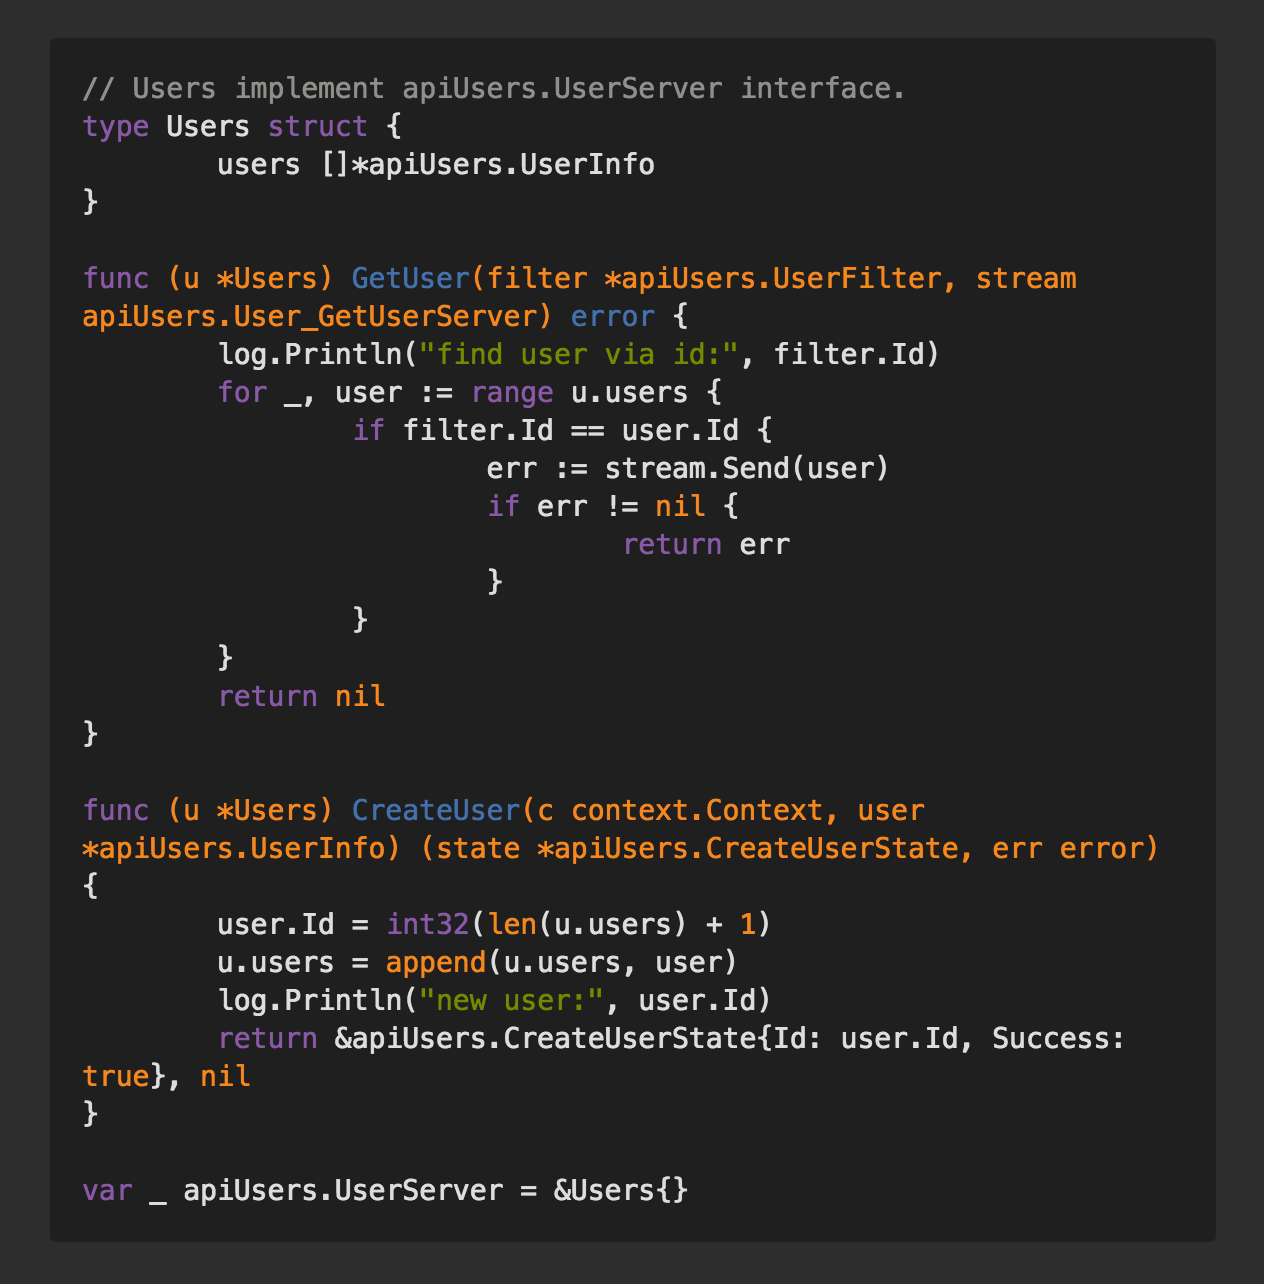 // Users implement apiUsers.UserServer interface.
type Users struct {
        users []*apiUsers.UserInfo
}

func (u *Users) GetUser(filter *apiUsers.UserFilter, stream
apiUsers.User_GetUserServer) error {
        log.Println("find user via id:", filter.Id)
        for _, user := range u.users {
                if filter.Id == user.Id {
                        err := stream.Send(user)
                        if err != nil {
                                return err
                        }
                }
        }
        return nil
}

func (u *Users) CreateUser(c context.Context, user
*apiUsers.UserInfo) (state *apiUsers.CreateUserState, err error)
{
        user.Id = int32(len(u.users) + 1)
        u.users = append(u.users, user)
        log.Println("new user:", user.Id)
        return &apiUsers.CreateUserState{Id: user.Id, Success:
true}, nil
}

var _ apiUsers.UserServer = &Users{}